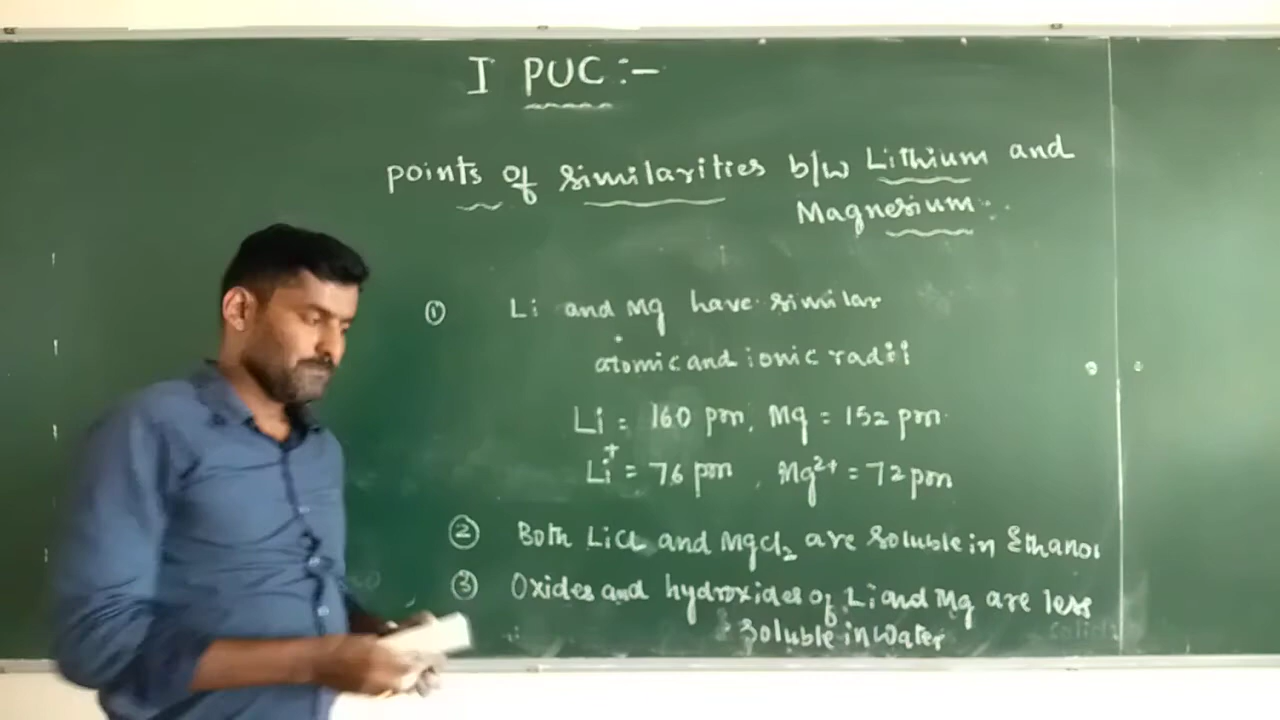 I PUC :-
points of similarities b/w Lithium and
Magnesium :.
① Li and Mg have similar
atomic and ionic radii
Li = 160 pm, Mg = 152 pm
Li⁺ = 76 pm, Mg²⁺ = 72 pm
② Both LiCl and MgCl₂ are soluble in Ethanol
③ Oxides and hydroxides of Li and Mg are less
soluble in Water